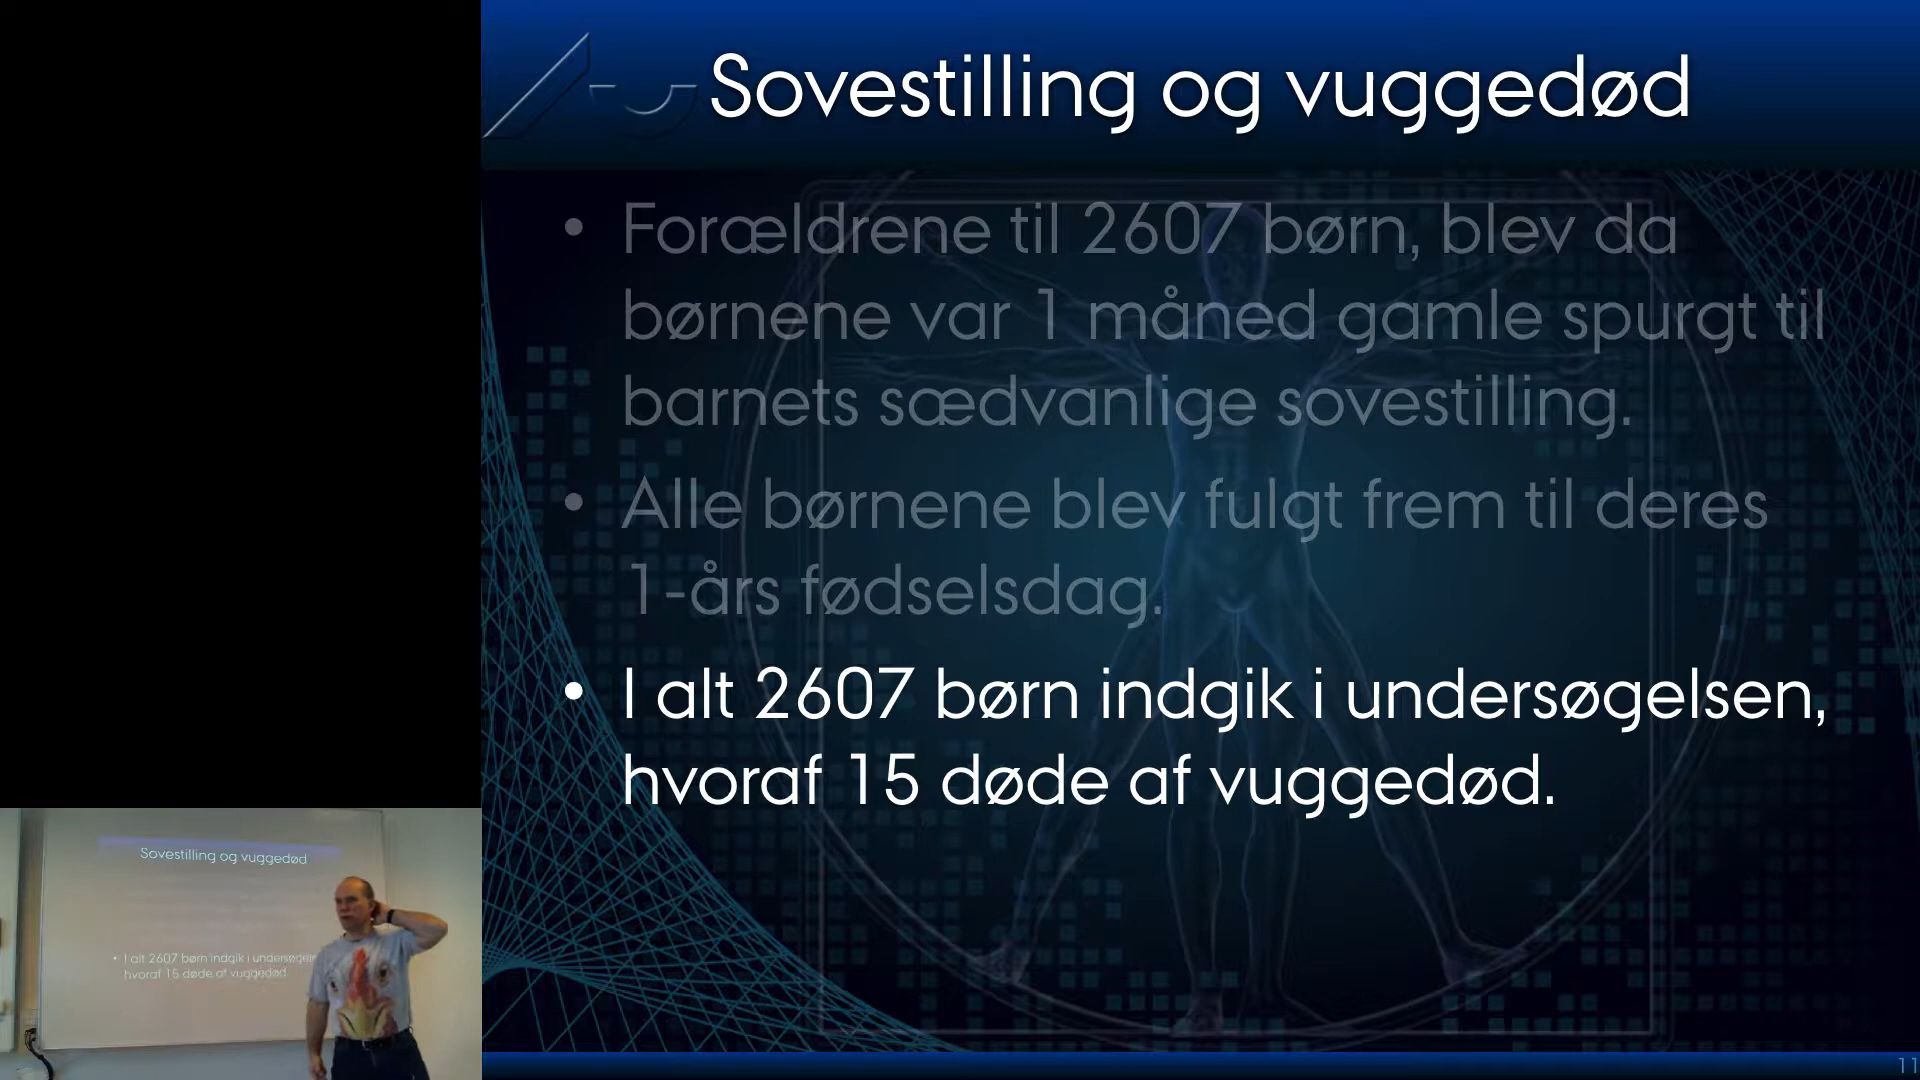 Sovestilling og vuggedød
• Forældrene til 2607 børn, blev da
børnene var 1 måned gamle spurgt til
barnets sædvanlige sovestilling.
• Alle børnene blev fulgt frem til deres
1-års fødselsdag.
• I alt 2607 børn indgik i undersøgelsen,
hvoraf 15 døde af vuggedød.
11
Sovestilling og vuggedød
• I alt 2607 børn indgik i undersøgels
hvoraf 15 døde af vuggedød.